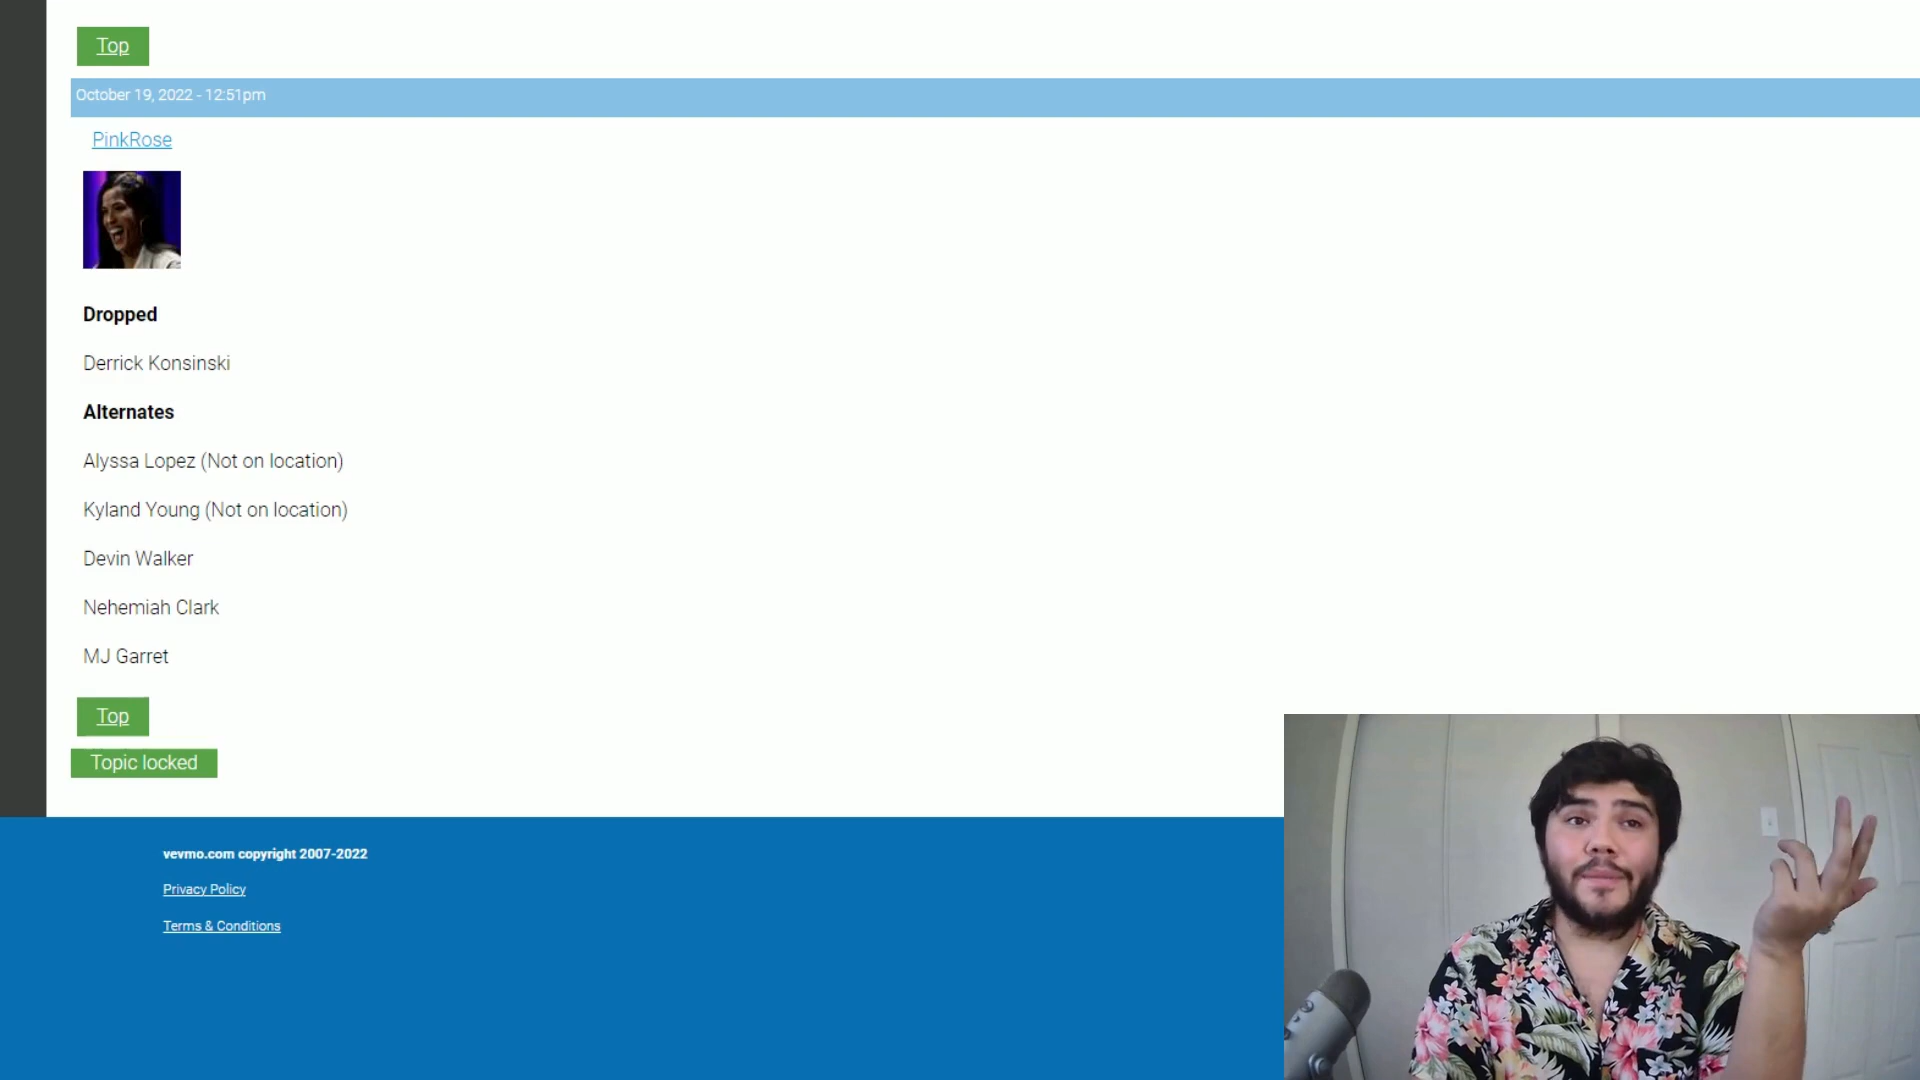 Top
October 19, 2022 - 12:51pm
PinkRose
Dropped
Derrick Konsinski
Alternates
Alyssa Lopez (Not on location)
Kyland Young (Not on location)
Devin Walker
Nehemiah Clark
MJ Garret
Top
Topic locked
vevmo.com copyright 2007-2022
Privacy Policy
Terms & Conditions